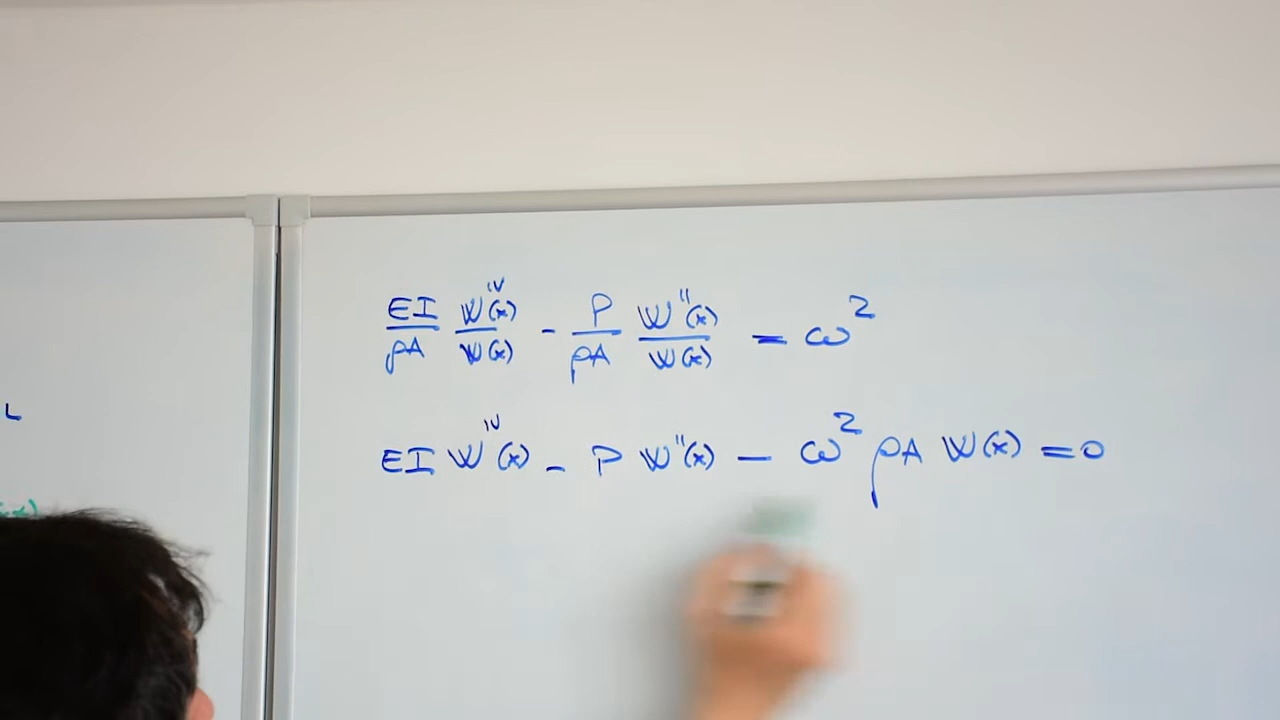 EI/ρA W^IV(x)/W(x) - P/ρA W''(x)/W(x) = ω²
EI W^IV(x) - P W''(x) - ω² ρA W(x) = 0